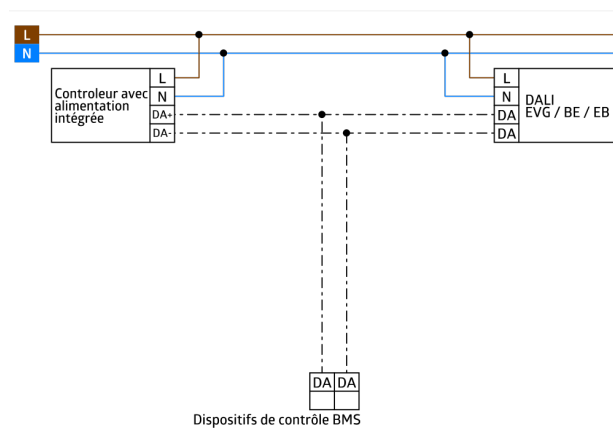 L
N
Controleur avec
alimentation
intégrée
L
N
DA+
DA-
L
N
DA
DA
DALI
EVG / BE / EB
DA DA
Dispositifs de contrôle BMS